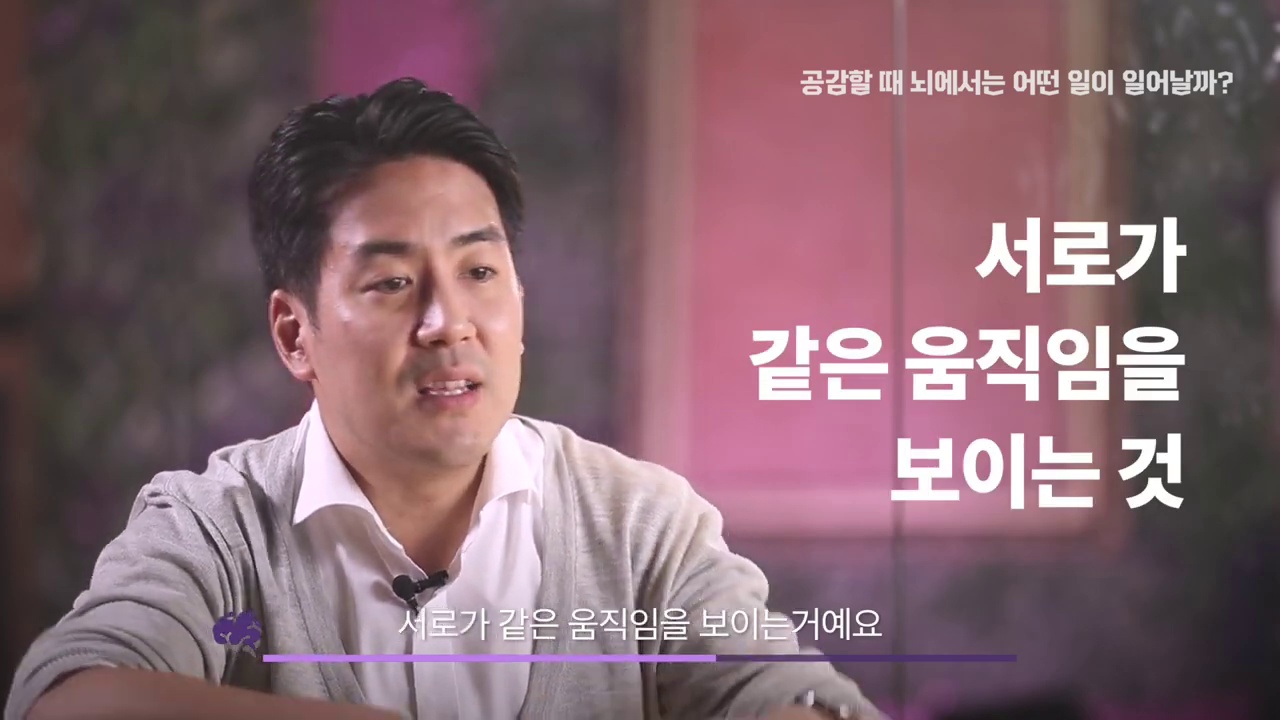 공감할 때 뇌에서는 어떤 일이 일어날까?
서로가
같은 움직임을
보이는 것
서로가 같은 움직임을 보이는거예요